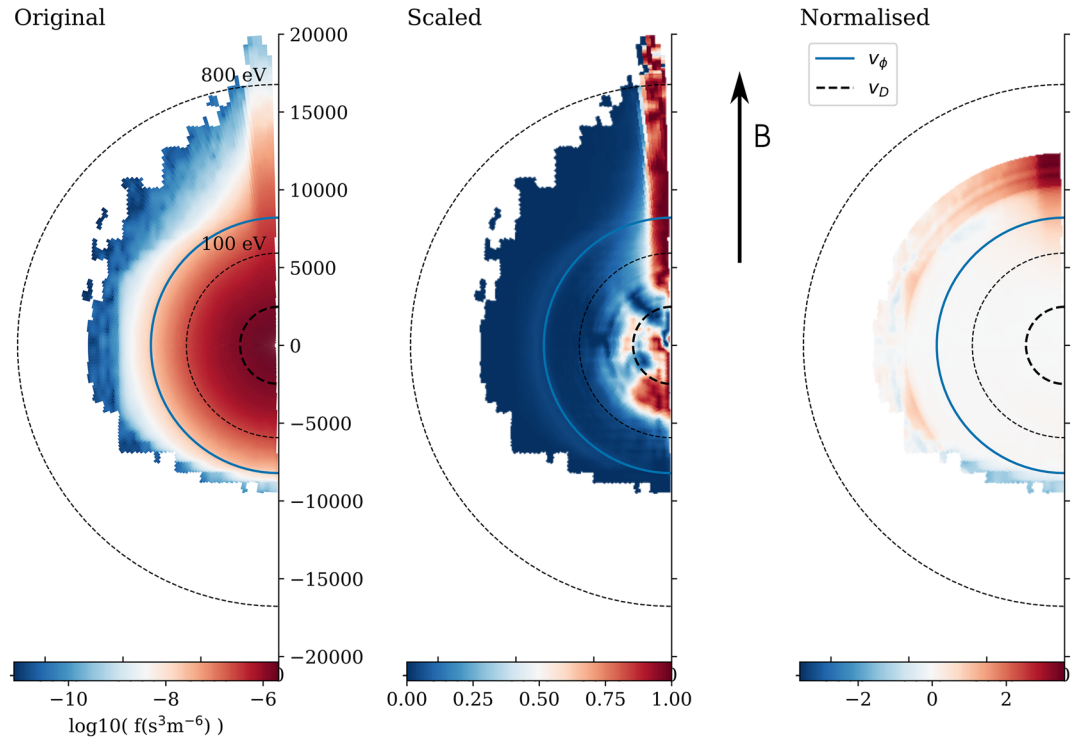 Original
Scaled
Normalised
20000
800 eV
15000
10000
100 eV
5000
0
−5000
−10000
−15000
−20000
B
v_ϕ
v_D
−10 −8 −6
log10( f(s³m⁻⁶) )
0.00 0.25 0.50 0.75 1.00
−2 0 2